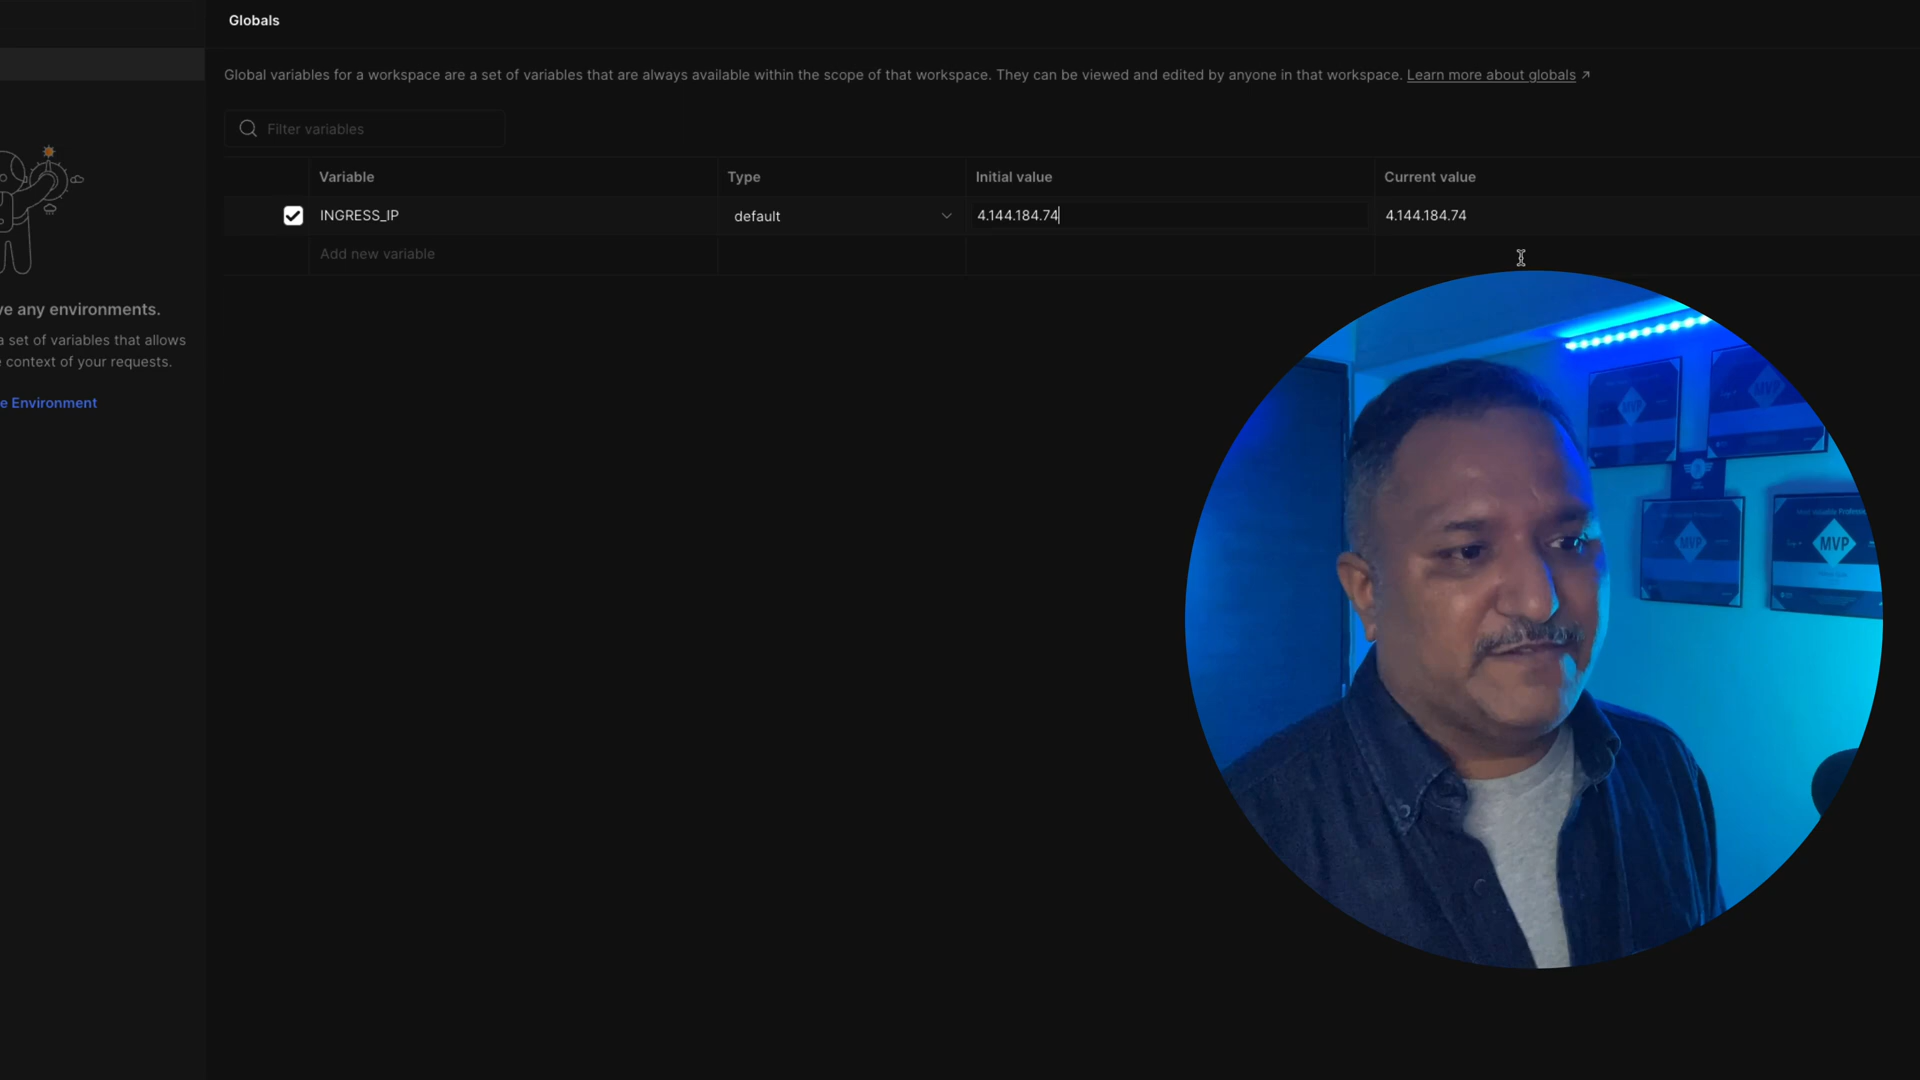 Globals
Global variables for a workspace are a set of variables that are always available within the scope of that workspace. They can be viewed and edited by anyone in that workspace. Learn more about globals ↗
Filter variables
Variable Type Initial value Current value
INGRESS_IP default 4.144.184.74 4.144.184.74
Add new variable
ve any environments.
a set of variables that allows
e context of your requests.
e Environment
MVP
MVP
MVP
MVP